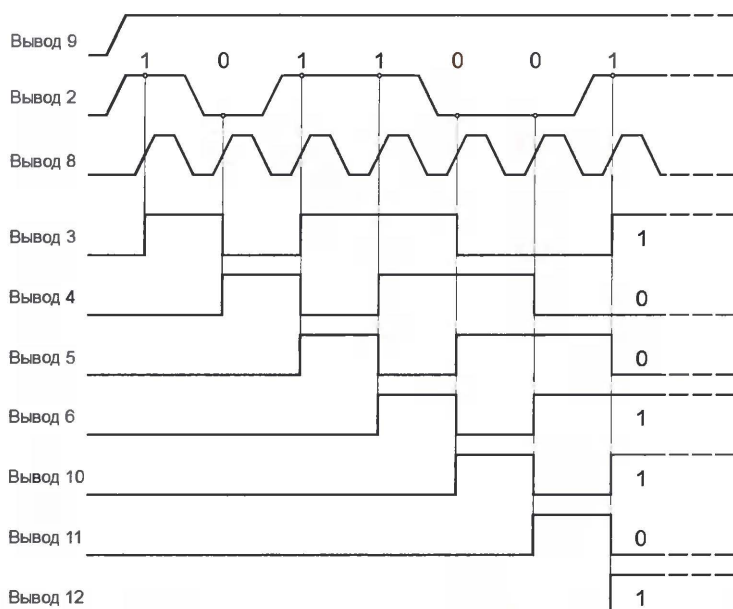 Вывод 9
1 0 1 1 0 0 1
Вывод 2
Вывод 8
Вывод 3 1
Вывод 4 0
Вывод 5 0
Вывод 6 1
Вывод 10 1
Вывод 11 0
Вывод 12 1